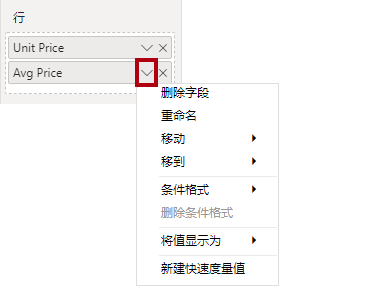 行
Unit Price
Avg Price
删除字段
重命名
移动
移到
条件格式
删除条件格式
将值显示为
新建快速度量值